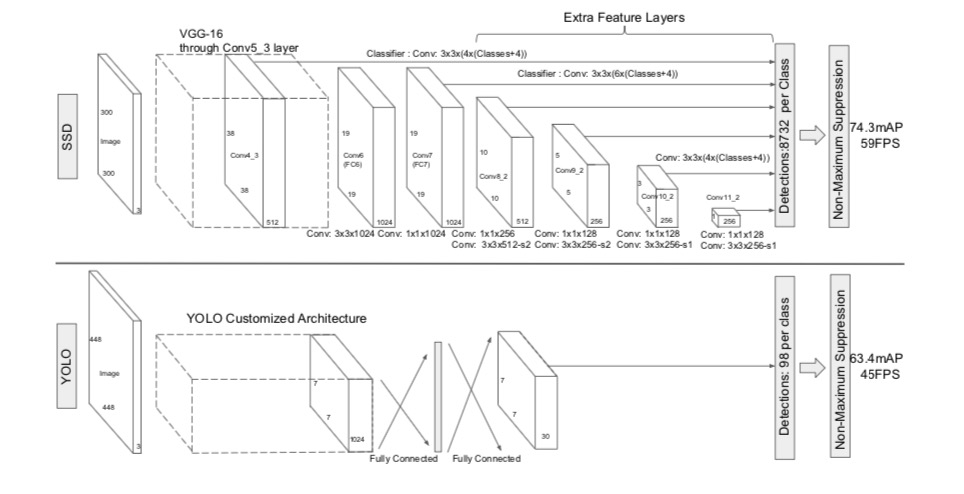 Extra Feature Layers
VGG-16
through Conv5_3 layer
Classifier : Conv: 3x3x(4x(Classes+4))
Classifier : Conv: 3x3x(6x(Classes+4))
SSD
300
Image
300
3
38
Conv4_3
38
512
19
Conv6
(FC6)
19
1024
19
Conv7
(FC7)
19
1024
10
Conv8_2
10
512
5
Conv9_2
5
256
Conv: 3x3x(4x(Classes+4))
3
Conv10_2
3
256
Conv11_2
1
256
Conv: 3x3x1024
Conv: 1x1x1024
Conv: 1x1x256
Conv: 3x3x512-s2
Conv: 1x1x128
Conv: 3x3x256-s2
Conv: 1x1x128
Conv: 3x3x256-s1
Conv: 1x1x128
Conv: 3x3x256-s1
Detections:8732 per Class
Non-Maximum Suppression
74.3mAP
59FPS
YOLO
448
Image
448
3
YOLO Customized Architecture
7
7
1024
Fully Connected
Fully Connected
7
7
30
Detections: 98 per class
Non-Maximum Suppression
63.4mAP
45FPS